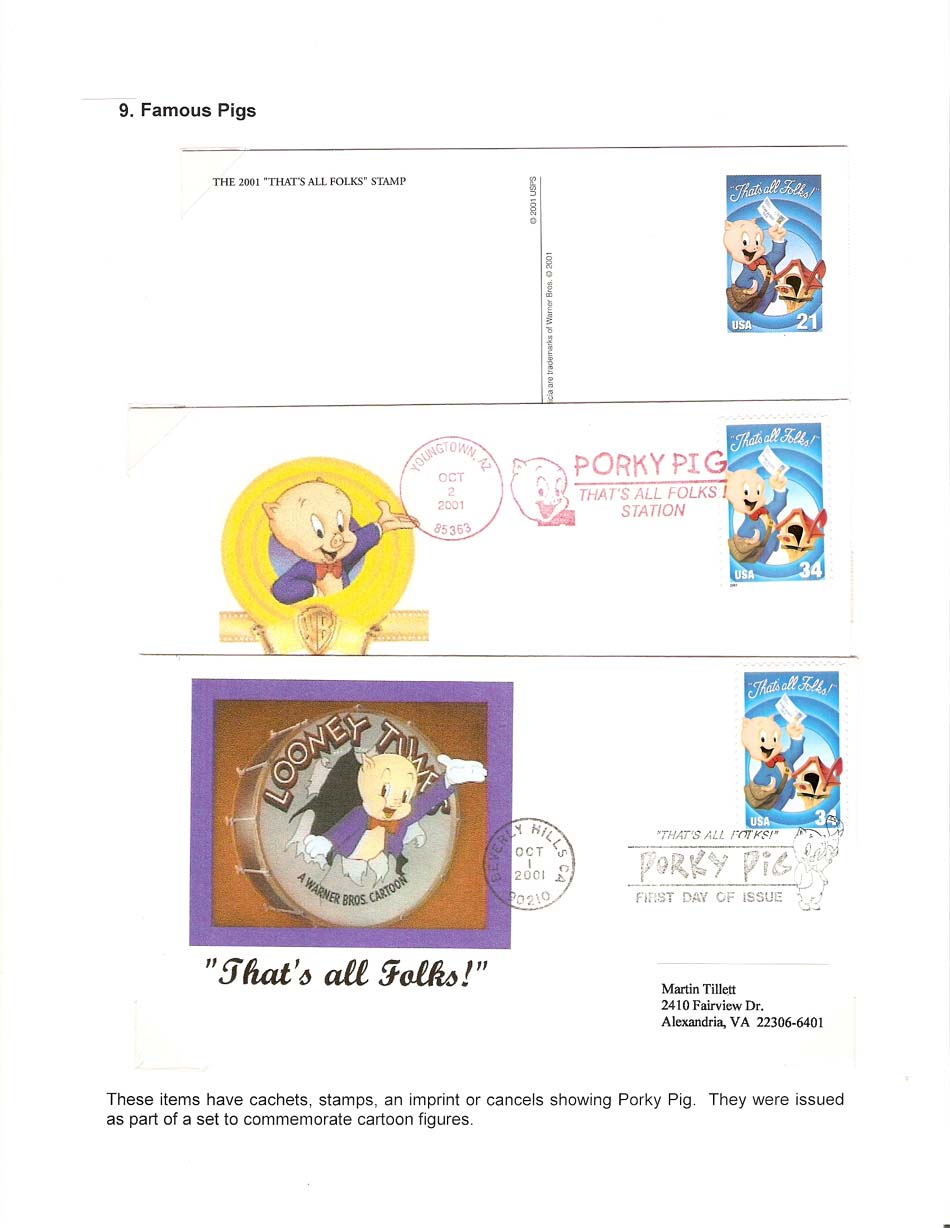 9. Famous Pigs
THE 2001 "THAT'S ALL FOLKS" STAMP
© 2001 USPS
icia are trademarks of Warner Bros. © 2001
"That's all Folks!"
USA 21
YOUNGTOWN, AZ
OCT
2
2001
85363
PORKY PIG
THAT'S ALL FOLKS !
STATION
"That's all Folks!"
USA 34
2001
WB
LOONEY TUNES
A WARNER BROS. CARTOON
"That's all Folks!"
"That's all Folks!"
USA 34
BEVERLY HILLS CA
OCT
1
2001
90210
"THAT'S ALL FOLKS!"
PORKY PIG
FIRST DAY OF ISSUE
Martin Tillett
2410 Fairview Dr.
Alexandria, VA 22306-6401
These items have cachets, stamps, an imprint or cancels showing Porky Pig. They were issued
as part of a set to commemorate cartoon figures.